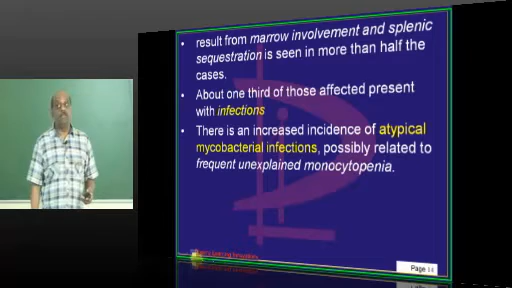 result from marrow involvement and splenic
sequestration is seen in more than half the
cases.
About one third of those affected present
with infections
There is an increased incidence of atypical
mycobacterial infections, possibly related to
frequent unexplained monocytopenia.
Page 14